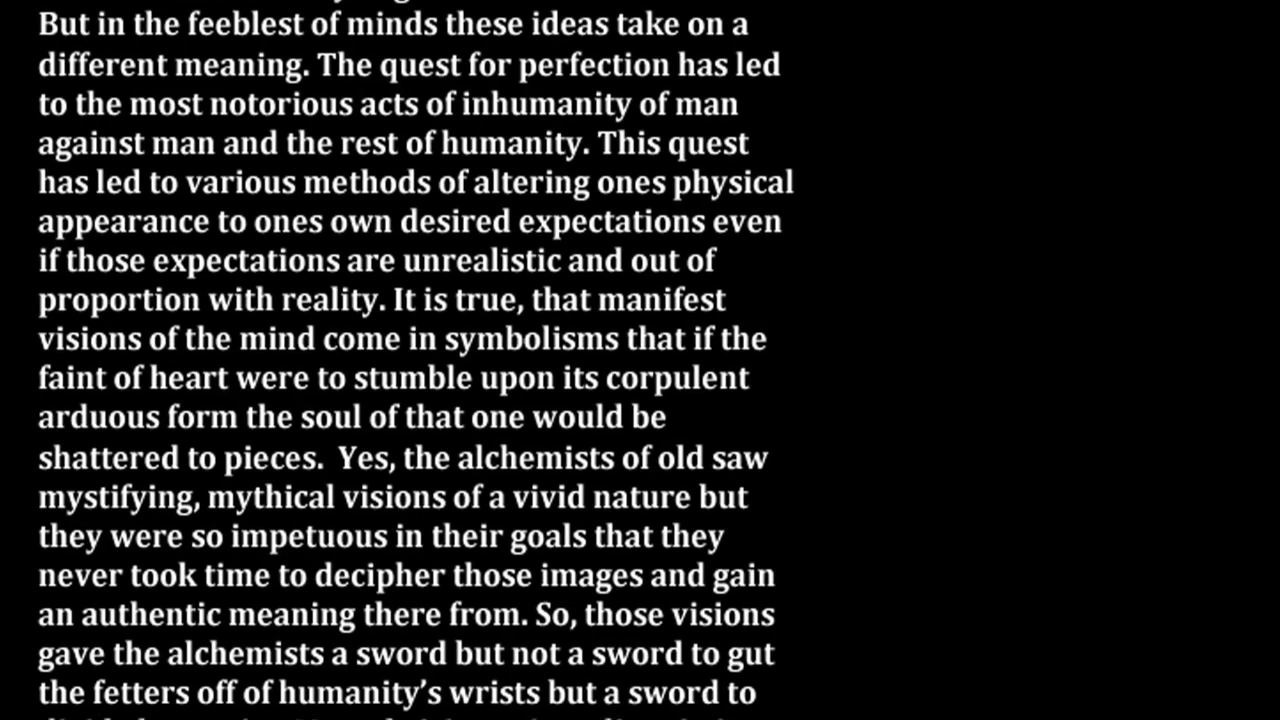 But in the feeblest of minds these ideas take on a
different meaning. The quest for perfection has led
to the most notorious acts of inhumanity of man
against man and the rest of humanity. This quest
has led to various methods of altering ones physical
appearance to ones own desired expectations even
if those expectations are unrealistic and out of
proportion with reality. It is true, that manifest
visions of the mind come in symbolisms that if the
faint of heart were to stumble upon its corpulent
arduous form the soul of that one would be
shattered to pieces.  Yes, the alchemists of old saw
mystifying, mythical visions of a vivid nature but
they were so impetuous in their goals that they
never took time to decipher those images and gain
an authentic meaning there from. So, those visions
gave the alchemists a sword but not a sword to gut
the fetters off of humanity’s wrists but a sword to